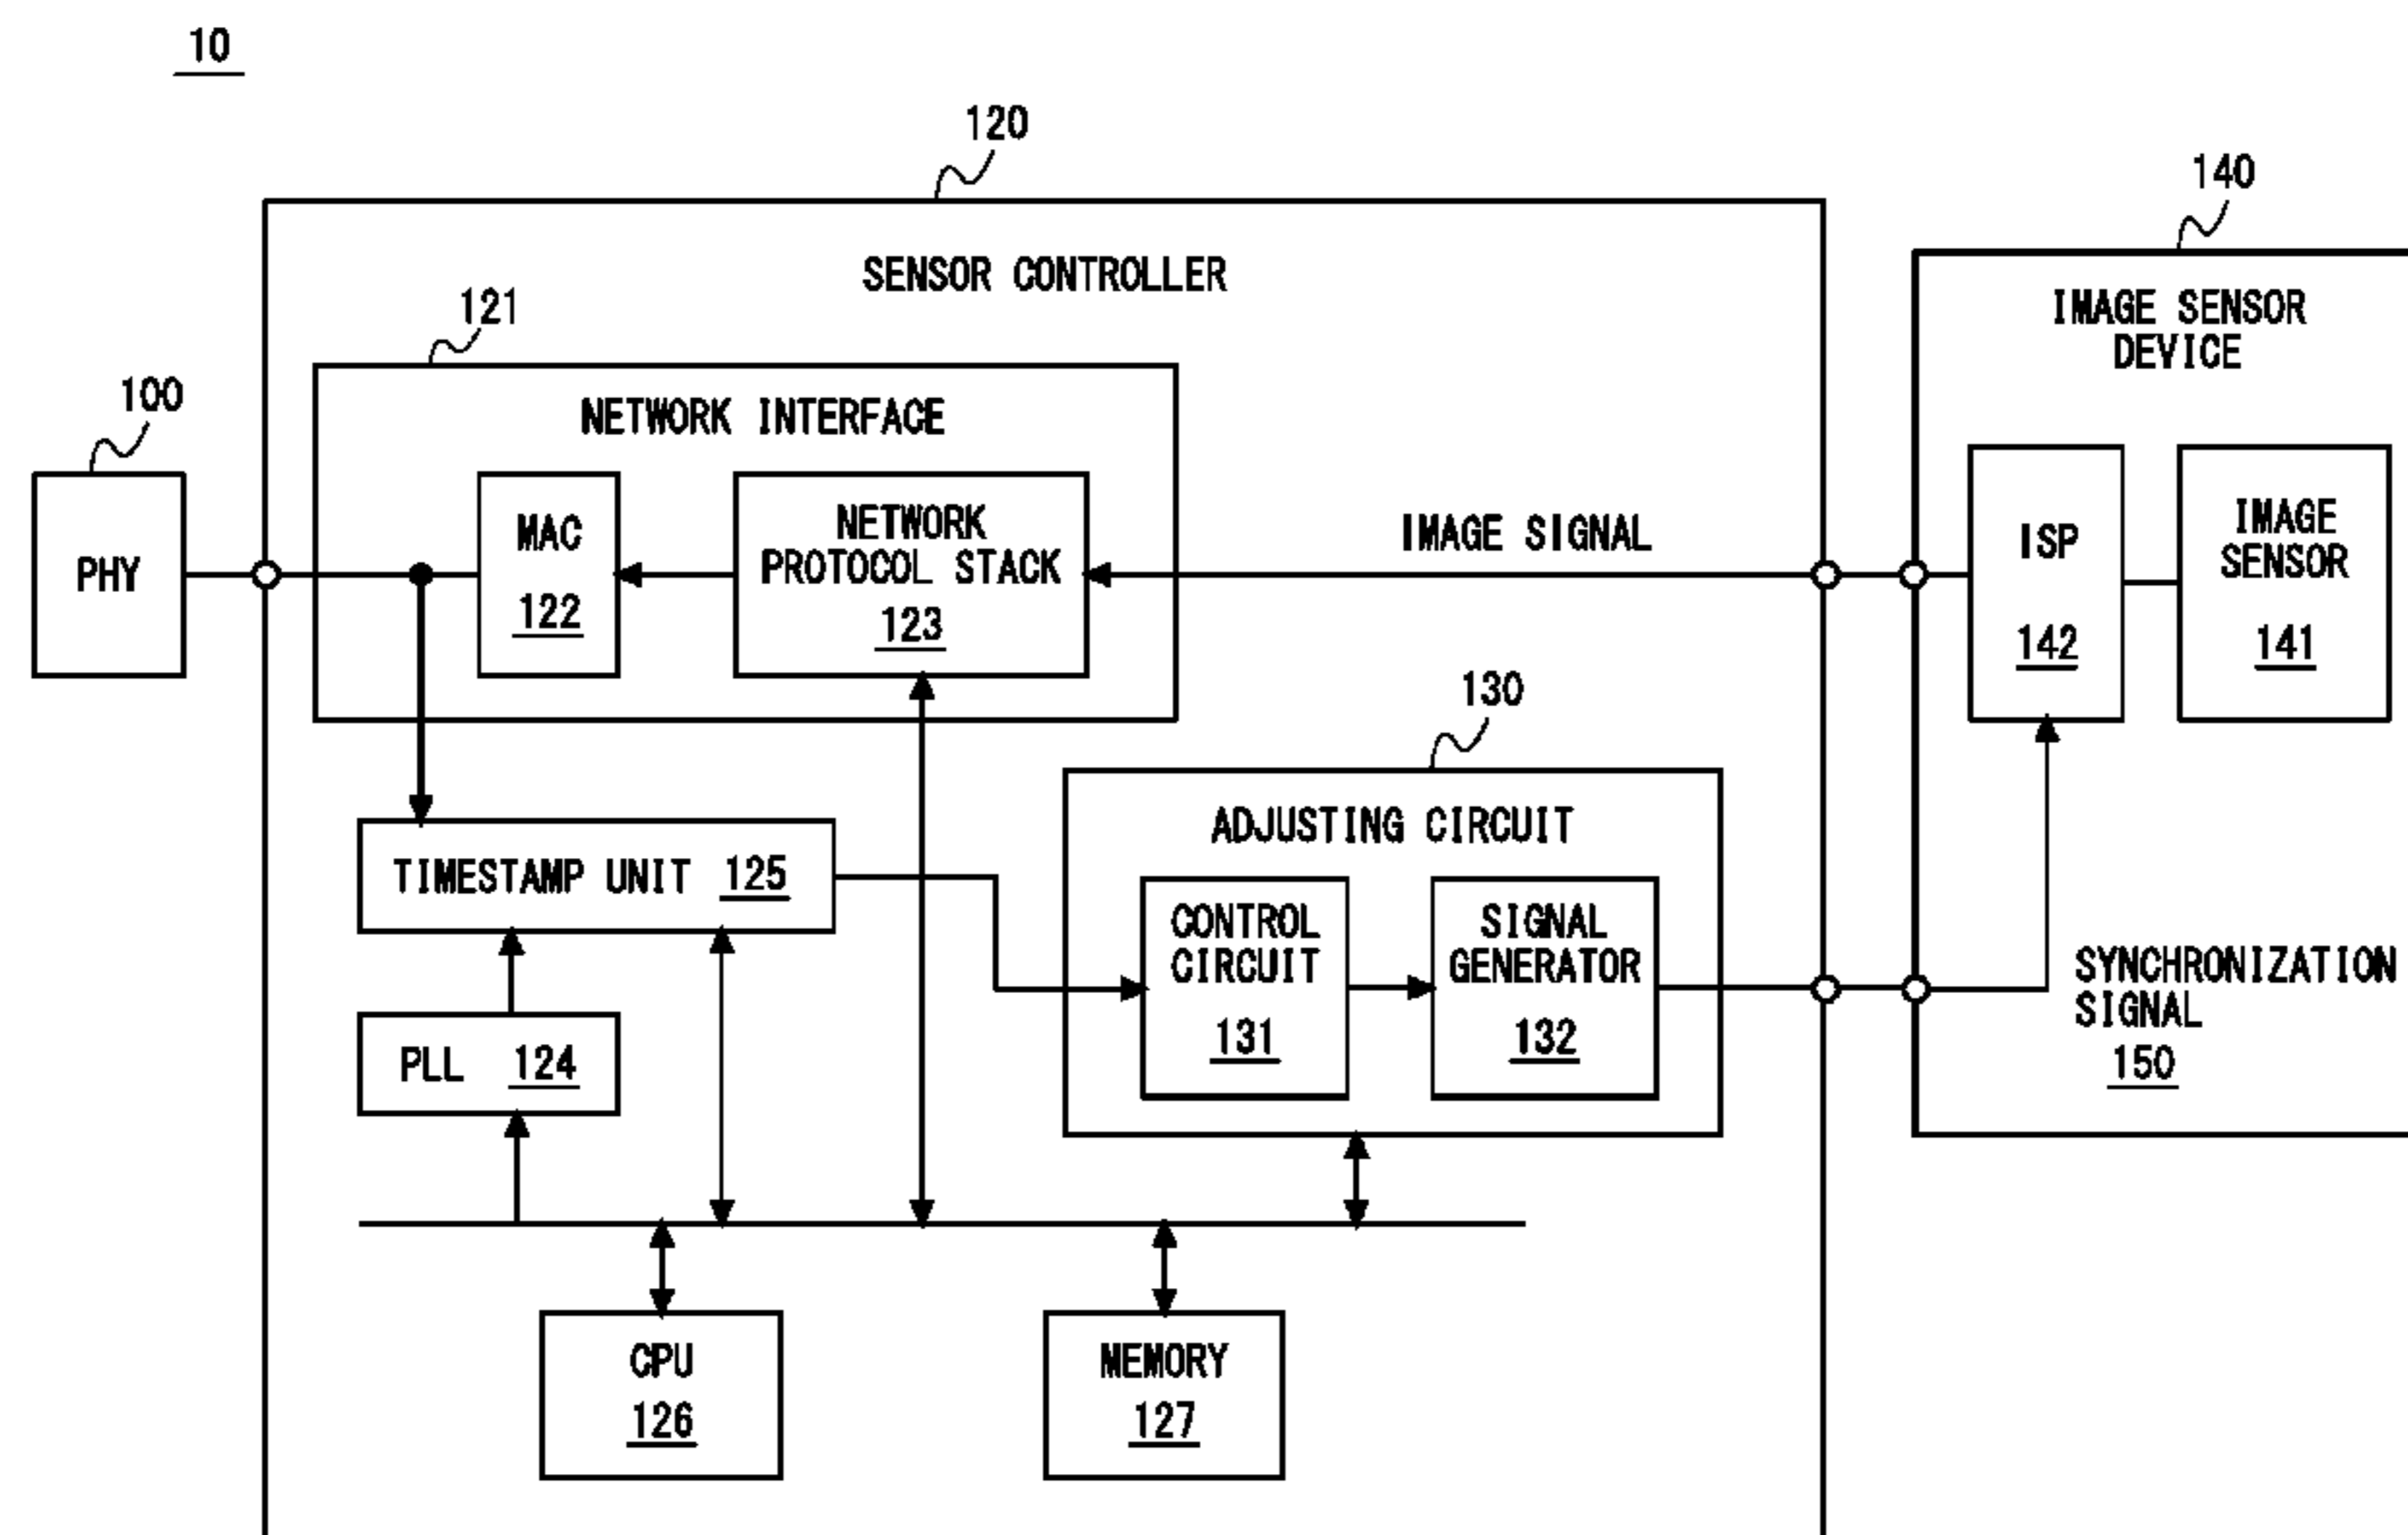 10
120
140
SENSOR CONTROLLER
IMAGE SENSOR
DEVICE
121
100
NETWORK INTERFACE
PHY
MAC
122
NETWORK
PROTOCOL STACK
123
IMAGE SIGNAL
ISP
142
IMAGE
SENSOR
141
130
ADJUSTING CIRCUIT
TIMESTAMP UNIT 125
CONTROL
CIRCUIT
131
SIGNAL
GENERATOR
132
SYNCHRONIZATION
SIGNAL
150
PLL 124
CPU
126
MEMORY
127